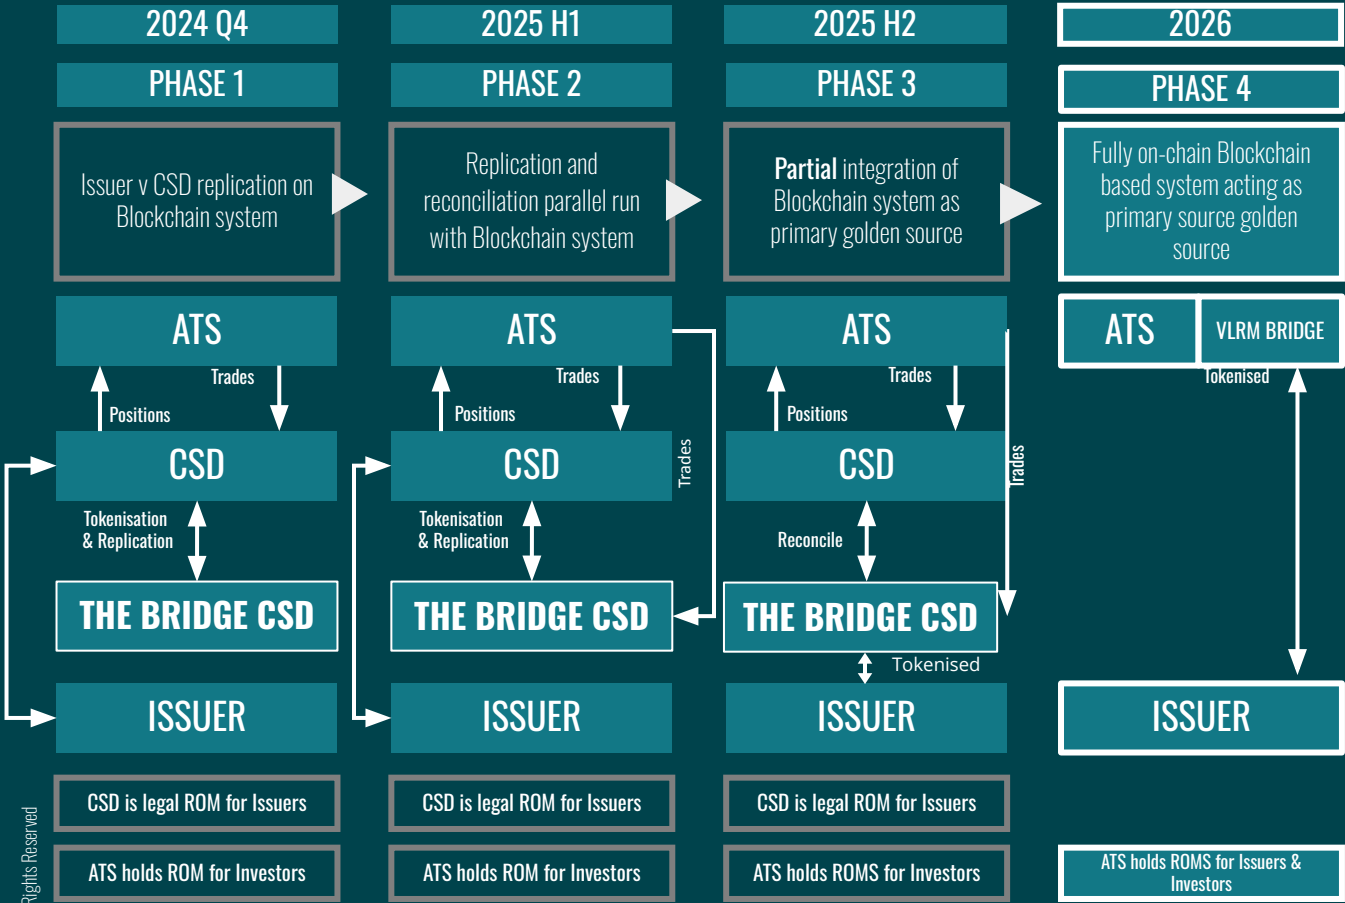 2024 Q4
2025 H1
2025 H2
2026
PHASE 1
PHASE 2
PHASE 3
PHASE 4
Issuer v CSD replication on
Blockchain system
Replication and
reconciliation parallel run
with Blockchain system
Partial integration of
Blockchain system as
primary golden source
Fully on-chain Blockchain
based system acting as
primary source golden
source
ATS
Trades
Positions
CSD
Tokenisation
& Replication
THE BRIDGE CSD
ISSUER
CSD is legal ROM for Issuers
ATS holds ROM for Investors
ATS
Trades
Positions
Trades
CSD
Tokenisation
& Replication
THE BRIDGE CSD
ISSUER
CSD is legal ROM for Issuers
ATS holds ROM for Investors
ATS
Trades
Positions
Trades
CSD
Reconcile
THE BRIDGE CSD
Tokenised
ISSUER
CSD is legal ROM for Issuers
ATS holds ROMS for Investors
ATS
VLRM BRIDGE
Tokenised
ISSUER
ATS holds ROMS for Issuers &
Investors
Rights Reserved